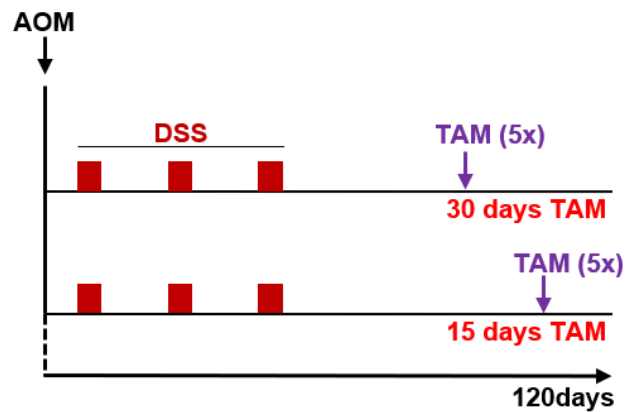 AOM
DSS
TAM (5x)
30 days TAM
TAM (5x)
15 days TAM
120days